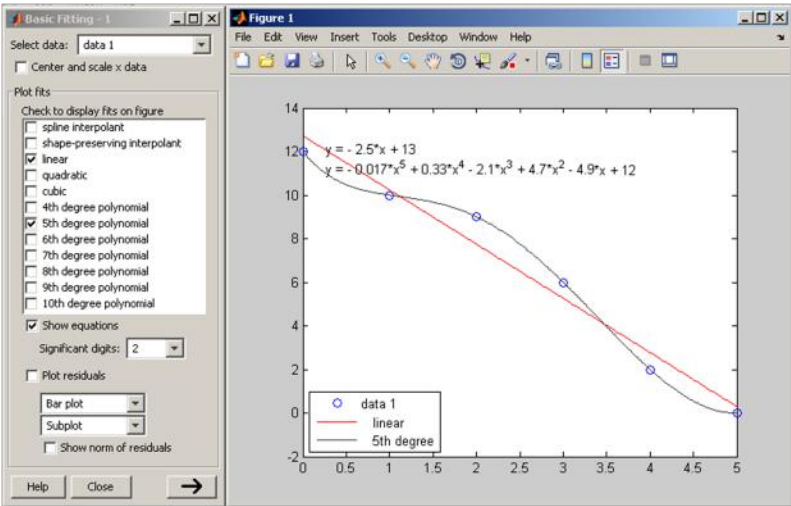 Basic Fitting - 1
Select data: data 1
Center and scale x data
Plot fits
Check to display fits on figure
spline interpolant
shape-preserving interpolant
linear
quadratic
cubic
4th degree polynomial
5th degree polynomial
6th degree polynomial
7th degree polynomial
8th degree polynomial
9th degree polynomial
10th degree polynomial
Show equations
Significant digits: 2
Plot residuals
Bar plot
Subplot
Show norm of residuals
Help Close
Figure 1
File Edit View Insert Tools Desktop Window Help
14
12
10
8
6
4
2
0
-2
y = - 2.5*x + 13
y = - 0.017*x⁵ + 0.33*x⁴ - 2.1*x³ + 4.7*x² - 4.9*x + 12
data 1
linear
5th degree
0 0.5 1 1.5 2 2.5 3 3.5 4 4.5 5